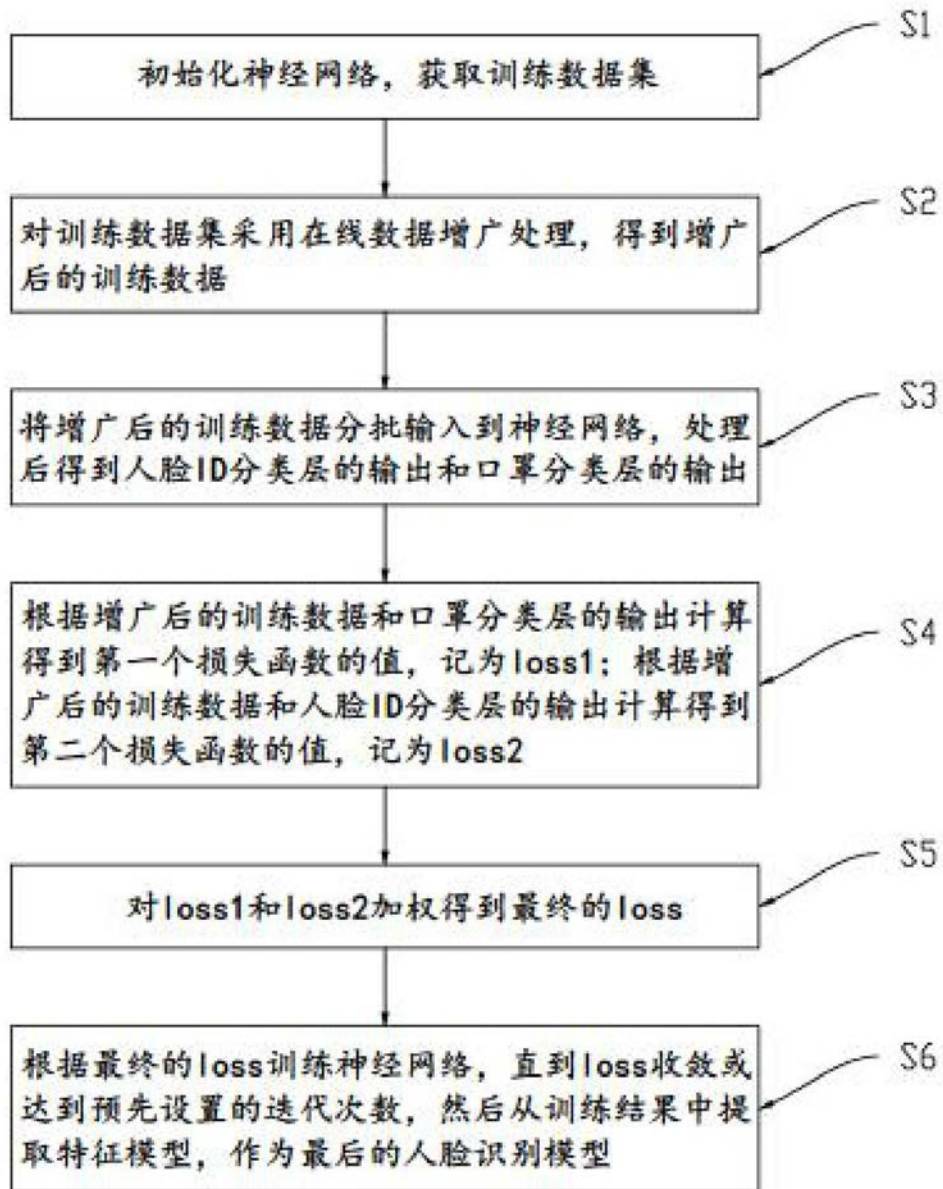 S1
初始化神经网络，获取训练数据集
S2
对训练数据集采用在线数据增广处理，得到增广
后的训练数据
S3
将增广后的训练数据分批输入到神经网络，处理
后得到人脸ID分类层的输出和口罩分类层的输出
S4
根据增广后的训练数据和口罩分类层的输出计算
得到第一个损失函数的值，记为loss1；根据增
广后的训练数据和人脸ID分类层的输出计算得到
第二个损失函数的值，记为loss2
S5
对loss1和loss2加权得到最终的loss
S6
根据最终的loss训练神经网络，直到loss收敛或
达到预先设置的迭代次数，然后从训练结果中提
取特征模型，作为最后的人脸识别模型